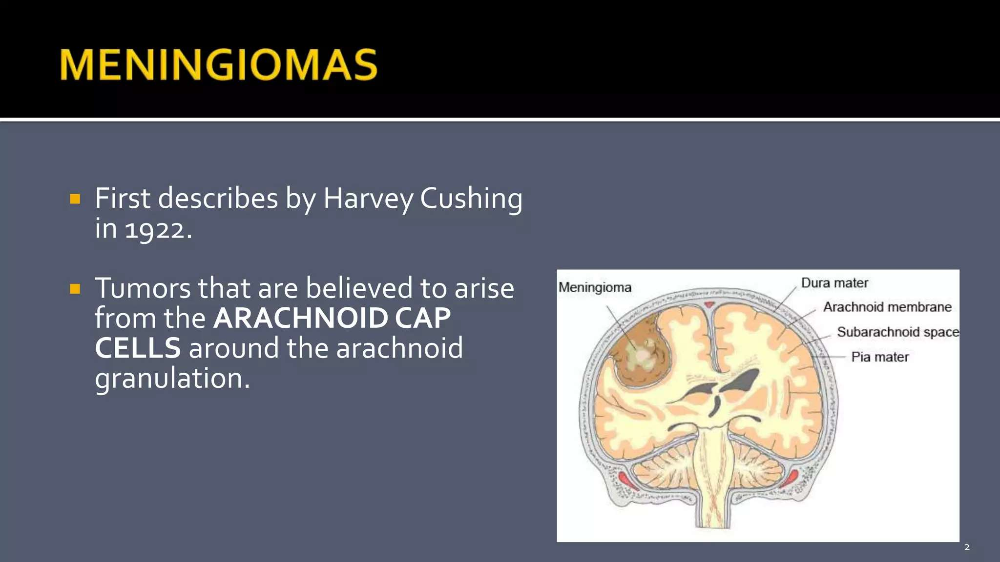 MENINGIOMAS
First describes by Harvey Cushing
in 1922.
Tumors that are believed to arise
from the ARACHNOID CAP
CELLS around the arachnoid
granulation.
Meningioma
Dura mater
Arachnoid membrane
Subarachnoid space
Pia mater
2